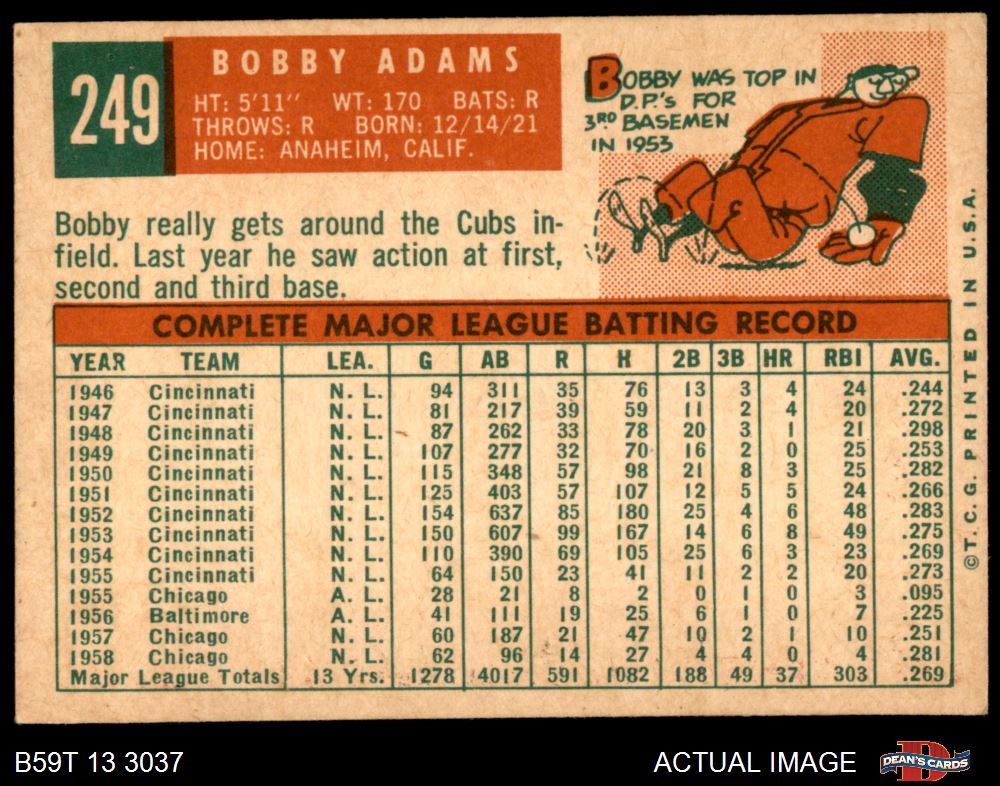 249
BOBBY ADAMS
HT: 5'11" WT: 170 BATS: R
THROWS: R BORN: 12/14/21
HOME: ANAHEIM, CALIF.
BOBBY WAS TOP IN
D.P.'s FOR
3RD BASEMEN
IN 1953
Bobby really gets around the Cubs in-
field. Last year he saw action at first,
second and third base.
COMPLETE MAJOR LEAGUE BATTING RECORD
YEAR TEAM LEA. G AB R H 2B 3B HR RBI AVG.
1946 Cincinnati N. L. 94 311 35 76 13 3 4 24 .244
1947 Cincinnati N. L. 81 217 39 59 11 2 4 20 .272
1948 Cincinnati N. L. 87 262 33 78 20 3 1 21 .298
1949 Cincinnati N. L. 107 277 32 70 16 2 0 25 .253
1950 Cincinnati N. L. 115 348 57 98 21 8 3 25 .282
1951 Cincinnati N. L. 125 403 57 107 12 5 5 24 .266
1952 Cincinnati N. L. 154 637 85 180 25 4 6 48 .283
1953 Cincinnati N. L. 150 607 99 167 14 6 8 49 .275
1954 Cincinnati N. L. 110 390 69 105 25 6 3 23 .269
1955 Cincinnati N. L. 64 150 23 41 11 2 2 20 .273
1955 Chicago A. L. 28 21 8 2 0 1 0 3 .095
1956 Baltimore A. L. 41 111 19 25 6 1 0 7 .225
1957 Chicago N. L. 60 187 21 47 10 2 1 10 .251
1958 Chicago N. L. 62 96 14 27 4 4 0 4 .281
Major League Totals 13 Yrs. 1278 4017 591 1082 188 49 37 303 .269
©T. C. G. PRINTED IN U.S.A.
B59T 13 3037
ACTUAL IMAGE
D
DEAN'S CARDS